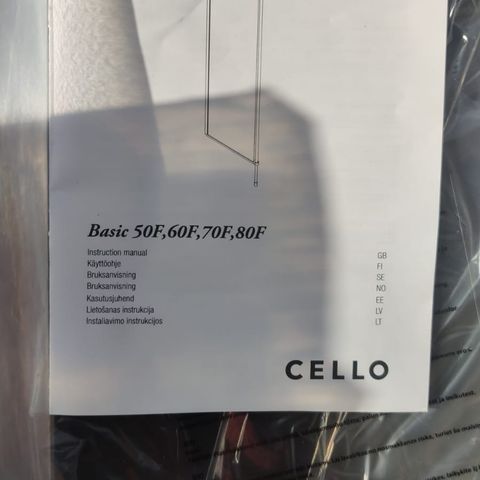 Basic 50F,60F,70F,80F
Instruction manual GB
Käyttöohje FI
Bruksanvisning SE
Bruksanvisning NO
Kasutusjuhend EE
Lietošanas instrukcija LV
Instaliavimo instrukcijos LT
CELLO